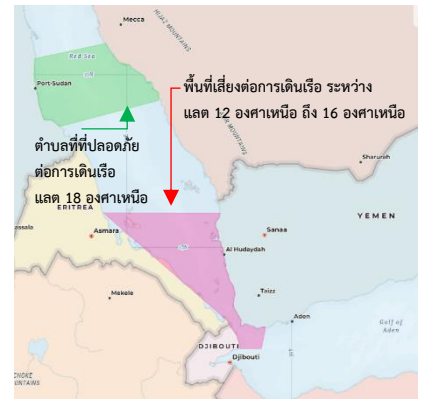 Mecca
HIJAZ MOUNTAINS
Red Sea
Port Sudan
พื้นที่เสี่ยงต่อการเดินเรือ ระหว่าง
แลต 12 องศาเหนือ ถึง 16 องศาเหนือ
MOUNTAINS
ตำบลที่ที่ปลอดภัย
ต่อการเดินเรือ
แลต 18 องศาเหนือ
Sharurah
ERITREA
YEMEN
assala
Asmara
Sanaa
Al Hudaydah
Mekele
Taizz
Aden
Gulf of
Aden
DJIBOUTI
Djibouti
CHOKE
UNTAINS